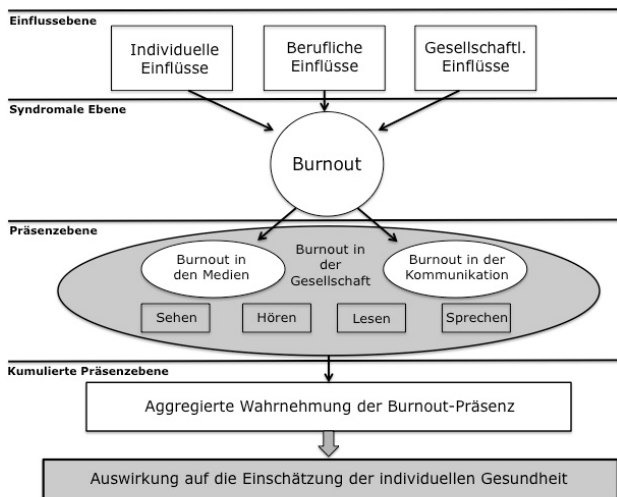 Einflussebene
Individuelle
Einflüsse
Berufliche
Einflüsse
Gesellschaftl.
Einflüsse
Syndromale Ebene
Burnout
Präsenzebene
Burnout in
den Medien
Burnout in
der
Gesellschaft
Burnout in der
Kommunikation
Sehen
Hören
Lesen
Sprechen
Kumulierte Präsenzebene
Aggregierte Wahrnehmung der Burnout-Präsenz
Auswirkung auf die Einschätzung der individuellen Gesundheit